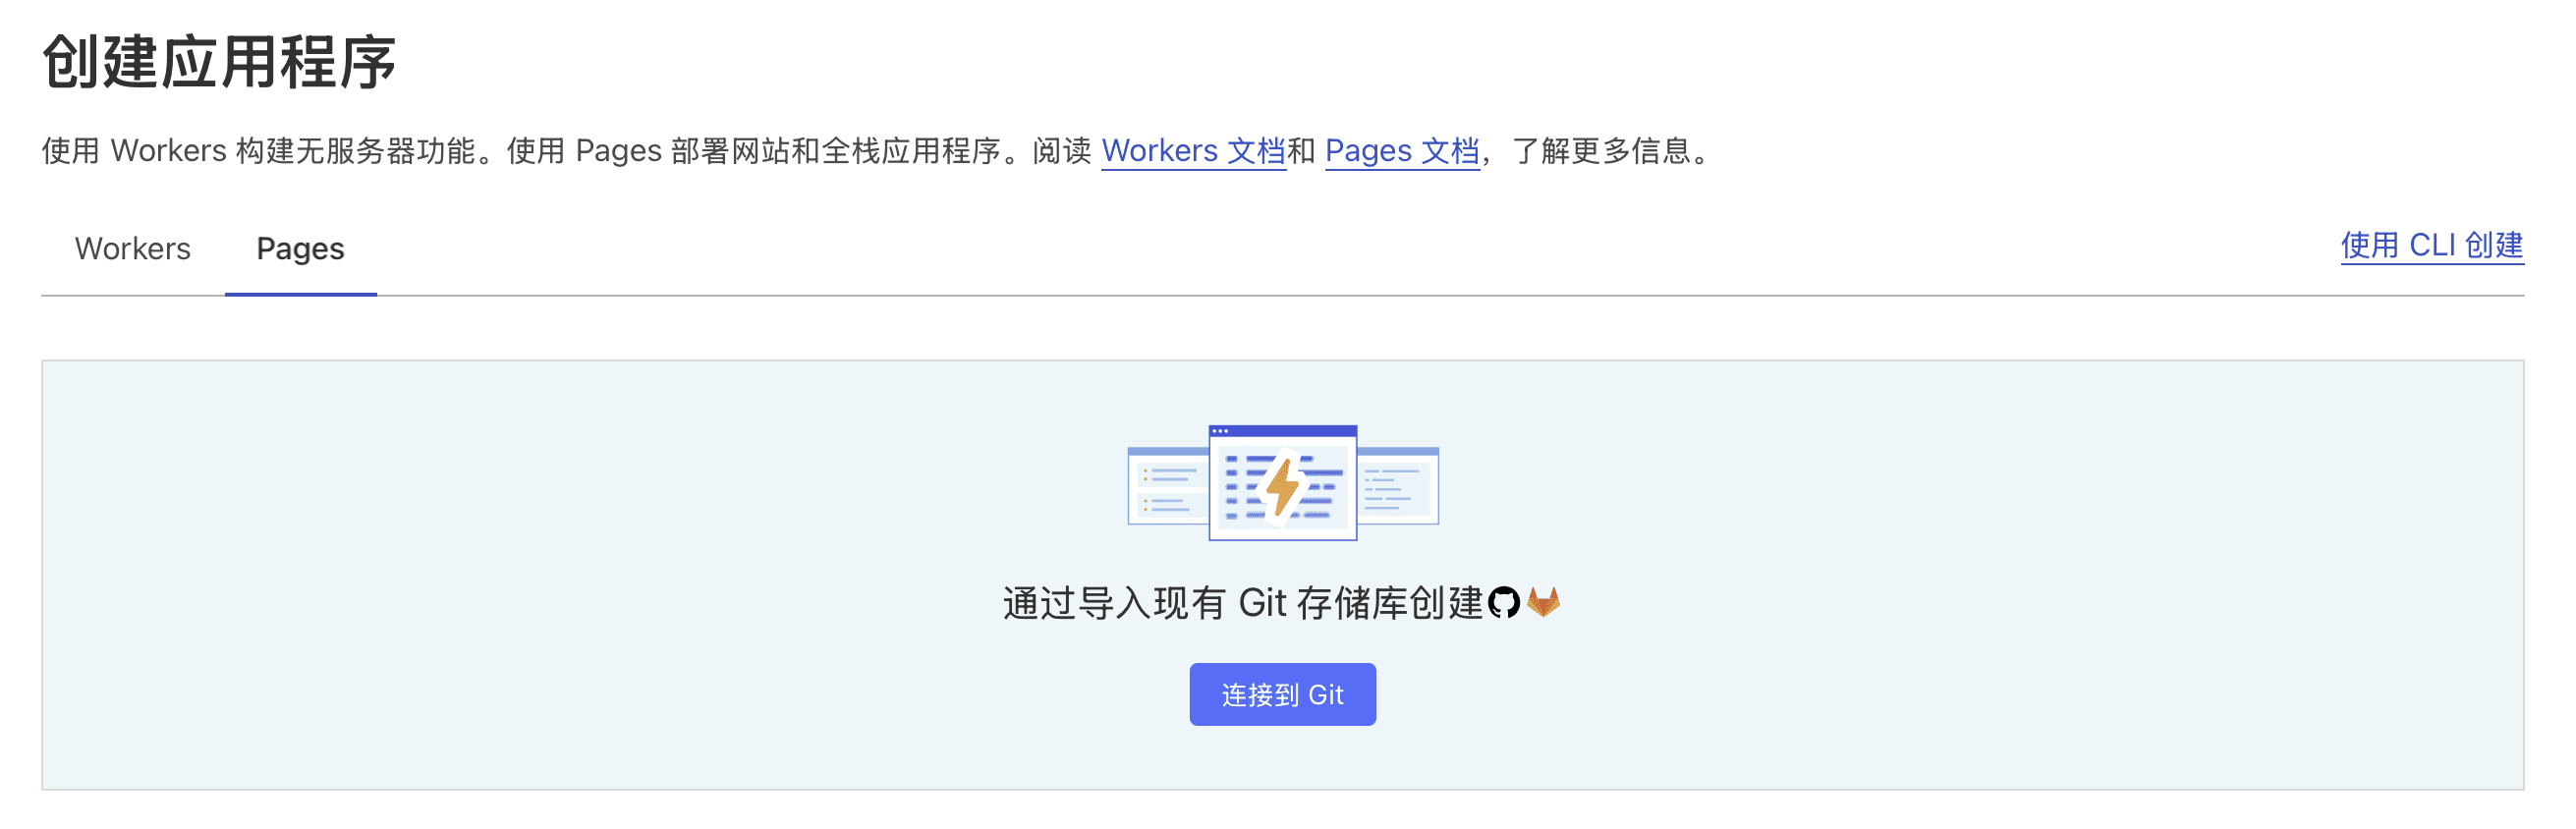 创建应用程序
使用 Workers 构建无服务器功能。使用 Pages 部署网站和全栈应用程序。阅读 Workers 文档和 Pages 文档，了解更多信息。
Workers Pages 使用 CLI 创建
通过导入现有 Git 存储库创建
连接到 Git